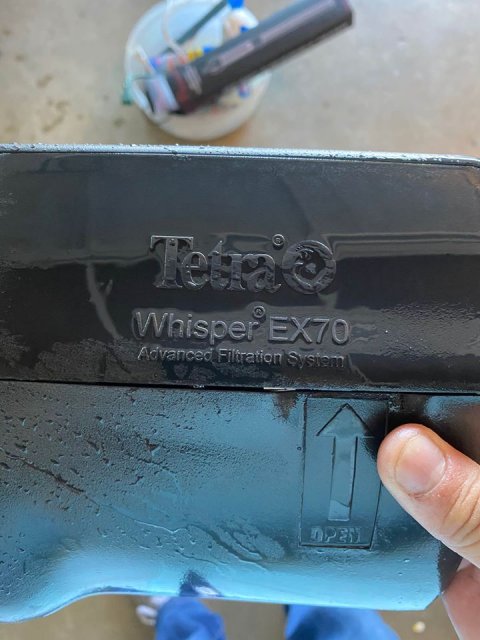 Tetra®
Whisper® EX70
Advanced Filtration System
OPEN